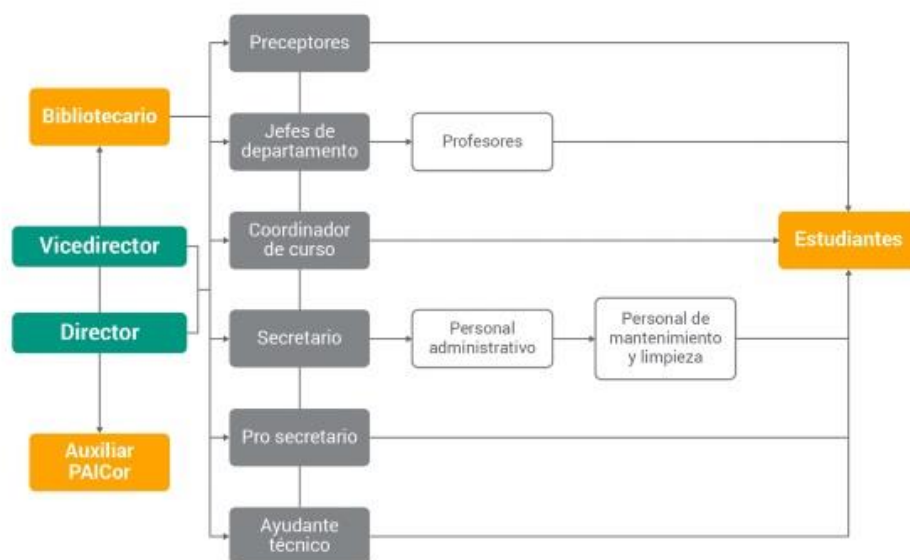 Preceptores
Bibliotecario
Jefes de
departamento
Profesores
Vicedirector
Coordinador
de curso
Estudiantes
Director
Secretario
Personal
administrativo
Personal de
mantenimiento
y limpieza
Auxiliar
PAICor
Pro secretario
Ayudante
técnico